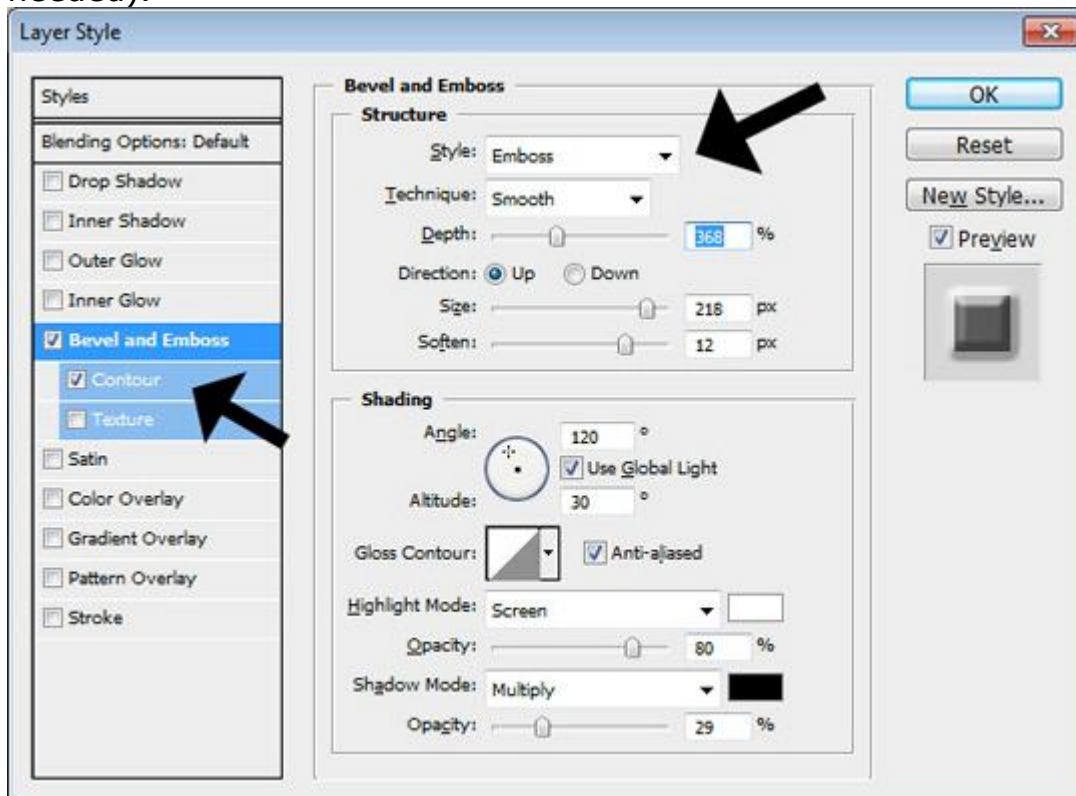 needed).
Layer Style
Styles
Blending Options: Default
Drop Shadow
Inner Shadow
Outer Glow
Inner Glow
Bevel and Emboss
Contour
Texture
Satin
Color Overlay
Gradient Overlay
Pattern Overlay
Stroke
Bevel and Emboss
Structure
Style: Emboss
Technique: Smooth
Depth: 368 %
Direction: Up Down
Size: 218 px
Soften: 12 px
Shading
Angle: 120 °
Use Global Light
Altitude: 30 °
Gloss Contour: Anti-aliased
Highlight Mode: Screen
Opacity: 80 %
Shadow Mode: Multiply
Opacity: 29 %
OK
Reset
New Style...
Preview